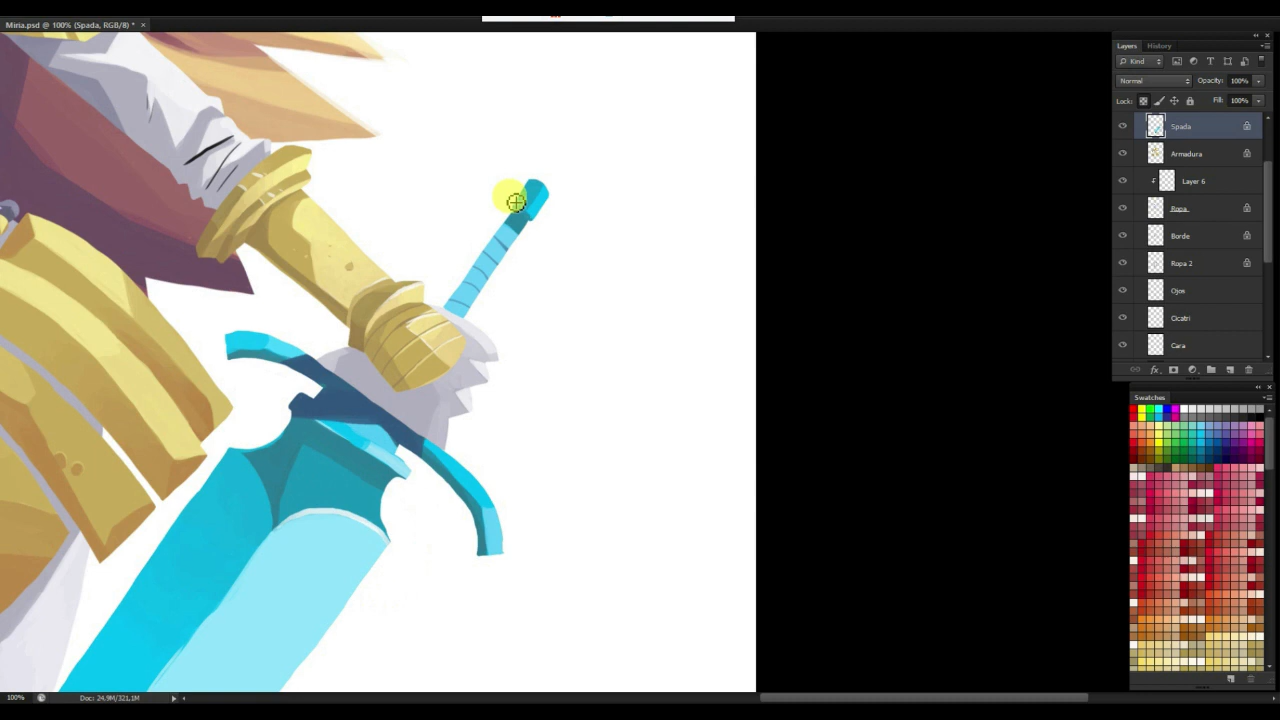 Miria.psd @ 100% (Spada, RGB/8) * ×
Layers History
Kind
Normal Opacity: 100%
Lock: Fill: 100%
Spada
Armadura
Layer 6
Ropa
Borde
Ropa 2
Ojos
Cicatri
Cara
fx
Swatches
100% Doc: 24,9M/321,1M